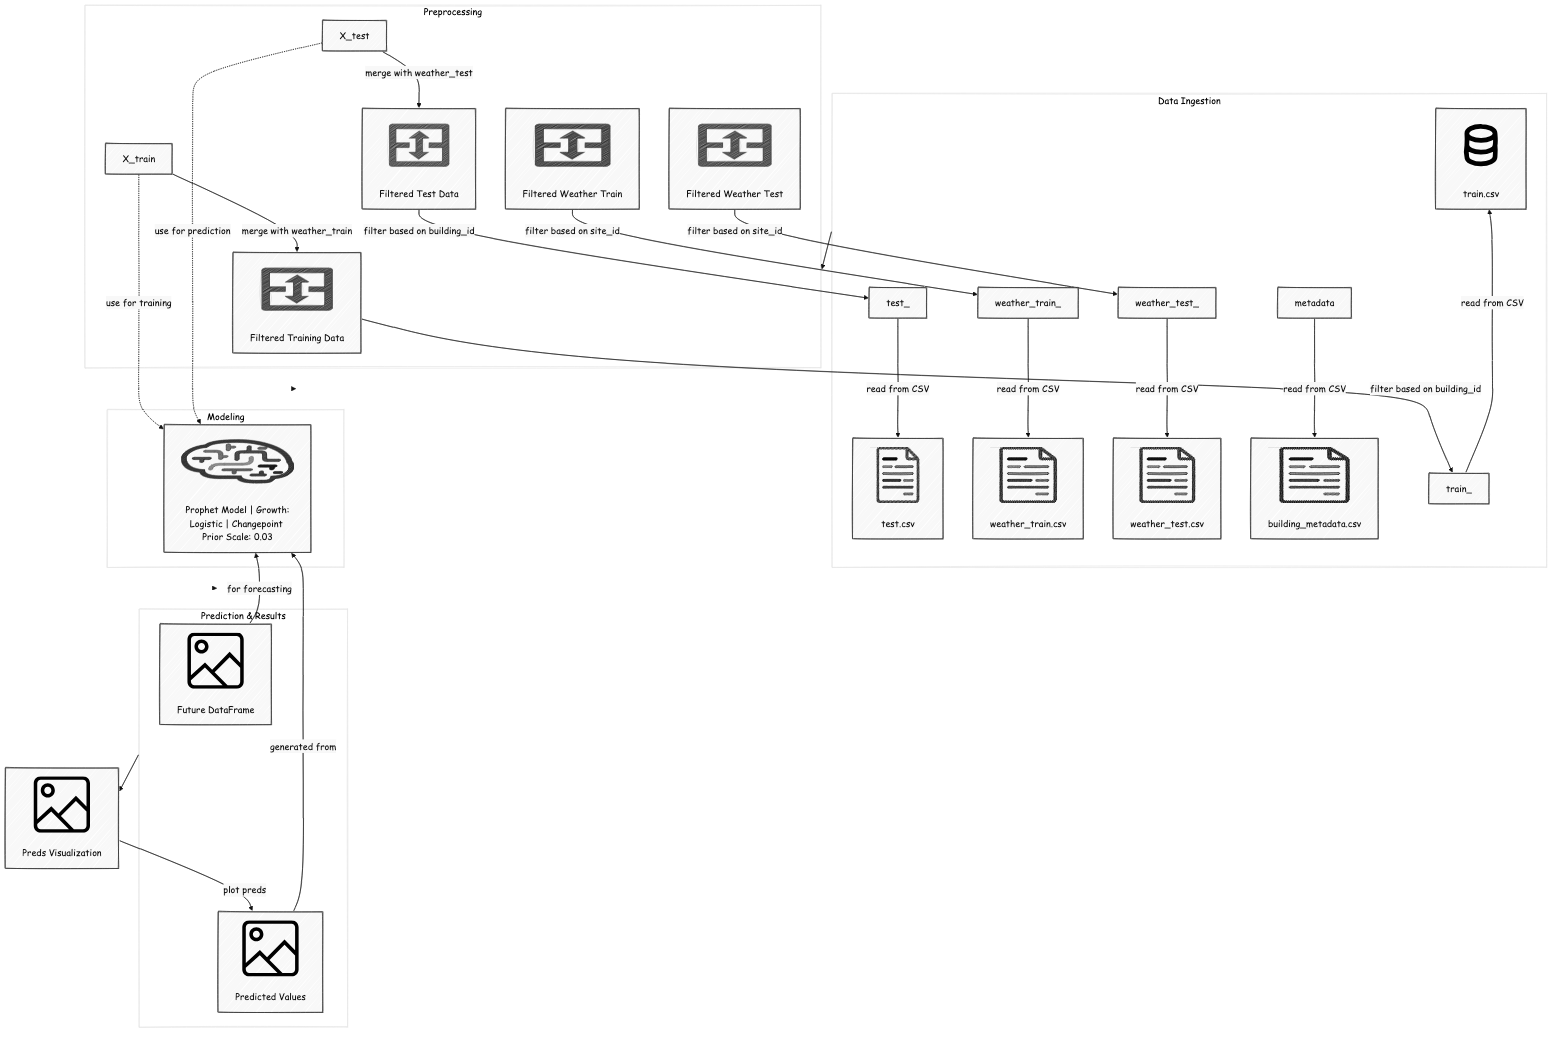 Preprocessing
X_test
merge with weather_test
Data Ingestion
X_train
Filtered Test Data
Filtered Weather Train
Filtered Weather Test
train.csv
use for prediction
merge with weather_train
filter based on building_id
filter based on site_id
filter based on site_id
use for training
test_
weather_train_
weather_test_
metadata
read from CSV
Filtered Training Data
read from CSV
read from CSV
read from CSV
read from CSV
filter based on building_id
Modeling
train_
Prophet Model | Growth:
Logistic | Changepoint
Prior Scale: 0.03
test.csv
weather_train.csv
weather_test.csv
building_metadata.csv
for forecasting
Prediction & Results
Future DataFrame
generated from
Preds Visualization
plot preds
Predicted Values